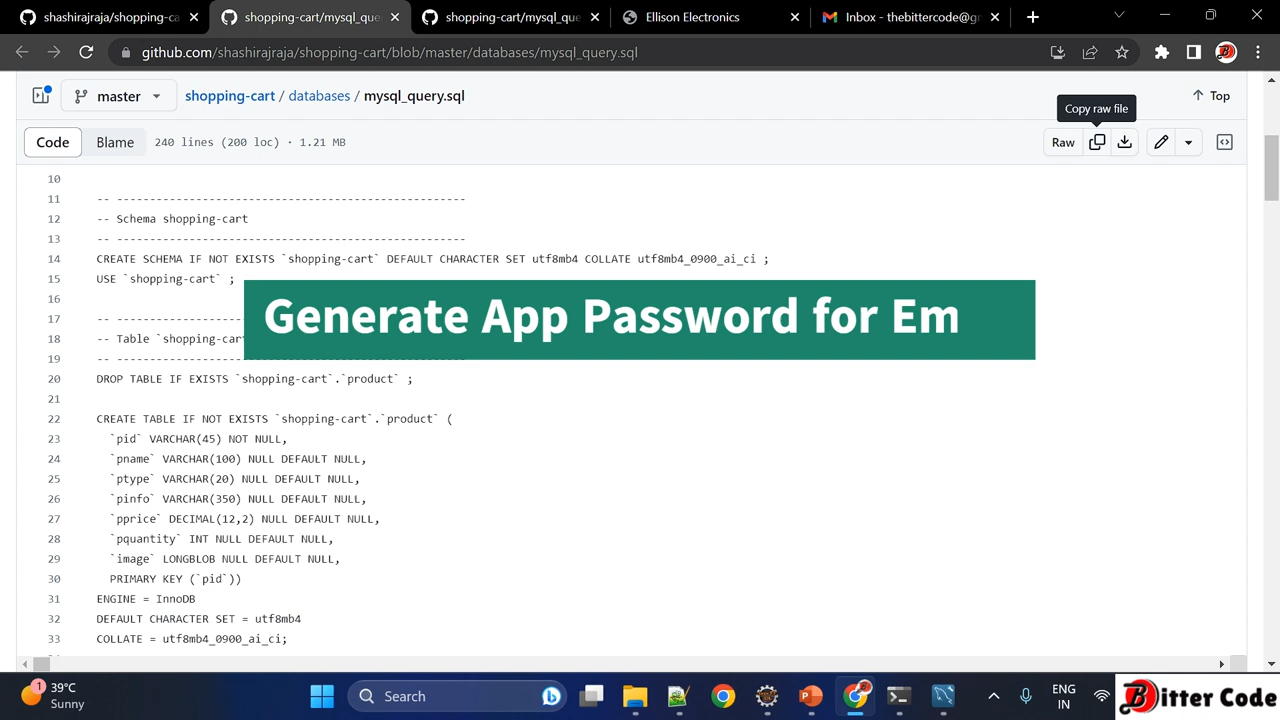 shashirajraja/shopping-ca
shopping-cart/mysql_que
shopping-cart/mysql_que
Ellison Electronics
Inbox - thebittercode@gr
github.com/shashirajraja/shopping-cart/blob/master/databases/mysql_query.sql
master
shopping-cart / databases / mysql_query.sql
Top
Copy raw file
Code
Blame
240 lines (200 loc) · 1.21 MB
Raw
10
11 -- -----------------------------------------------------
12 -- Schema shopping-cart
13 -- -----------------------------------------------------
14 CREATE SCHEMA IF NOT EXISTS `shopping-cart` DEFAULT CHARACTER SET utf8mb4 COLLATE utf8mb4_0900_ai_ci ;
15 USE `shopping-cart` ;
16
Generate App Password for Em
17 -- --------------------
18 -- Table `shopping-car
19 -- -----------------------------------------------------
20 DROP TABLE IF EXISTS `shopping-cart`.`product` ;
21
22 CREATE TABLE IF NOT EXISTS `shopping-cart`.`product` (
23 `pid` VARCHAR(45) NOT NULL,
24 `pname` VARCHAR(100) NULL DEFAULT NULL,
25 `ptype` VARCHAR(20) NULL DEFAULT NULL,
26 `pinfo` VARCHAR(350) NULL DEFAULT NULL,
27 `pprice` DECIMAL(12,2) NULL DEFAULT NULL,
28 `pquantity` INT NULL DEFAULT NULL,
29 `image` LONGBLOB NULL DEFAULT NULL,
30 PRIMARY KEY (`pid`))
31 ENGINE = InnoDB
32 DEFAULT CHARACTER SET = utf8mb4
33 COLLATE = utf8mb4_0900_ai_ci;
1
39°C
Sunny
Search
ENG
IN
Bitter Code